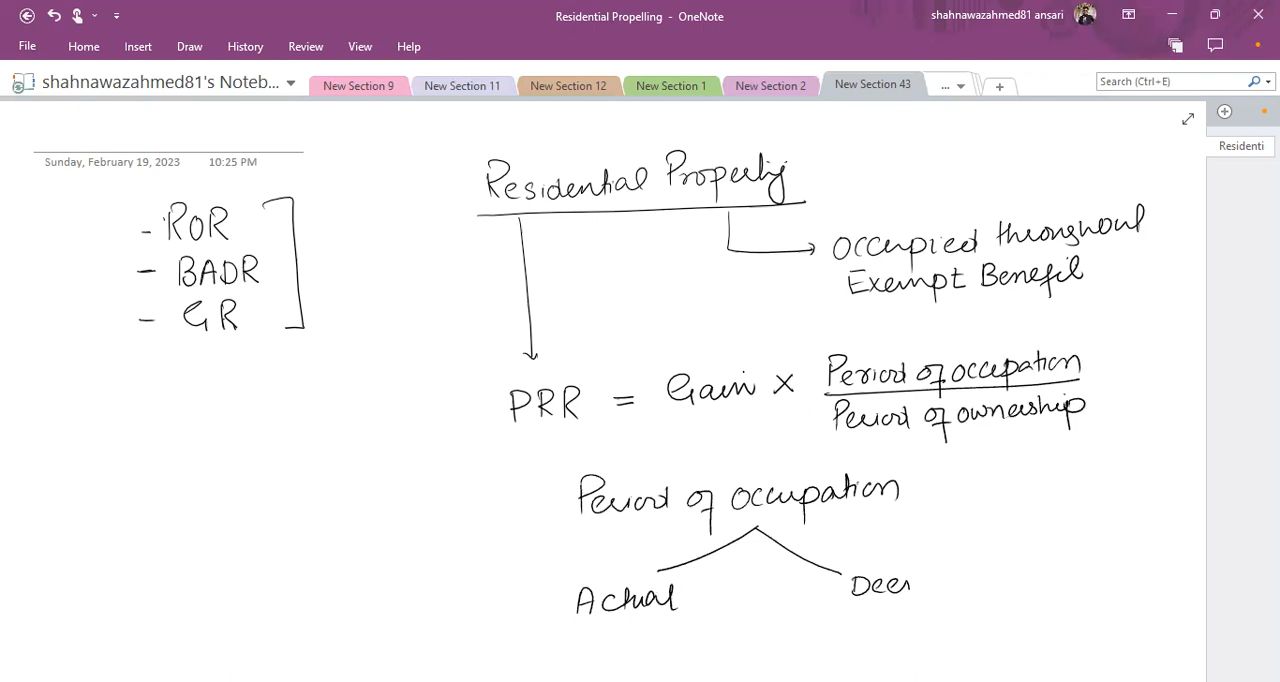 Residential Propelling - OneNote
shahnawazahmed81 ansari
File Home Insert Draw History Review View Help
shahnawazahmed81's Noteb...
New Section 9
New Section 11
New Section 12
New Section 1
New Section 2
New Section 43
...
Search (Ctrl+E)
Residenti
Sunday, February 19, 2023 10:25 PM
Residential Property
- ROR
- BADR
- GR
Occupied throughout
Exempt Benefit
PRR = Gain × Period of occupation
Period of ownership
Period of occupation
Actual
Deer